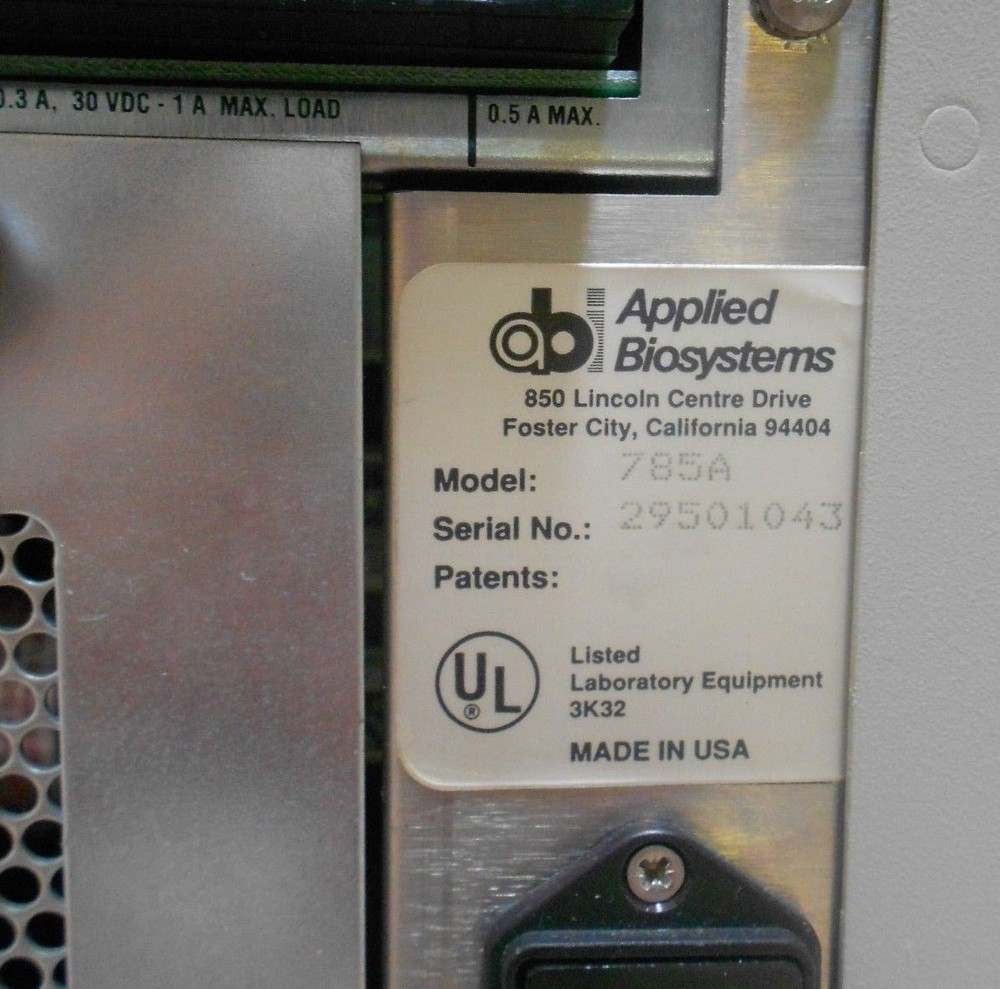 0.3 A, 30 VDC - 1 A MAX. LOAD
0.5 A MAX.
abi Applied
Biosystems
850 Lincoln Centre Drive
Foster City, California 94404
Model: 785A
Serial No.: 29501043
Patents:
UL
®
Listed
Laboratory Equipment
3K32
MADE IN USA